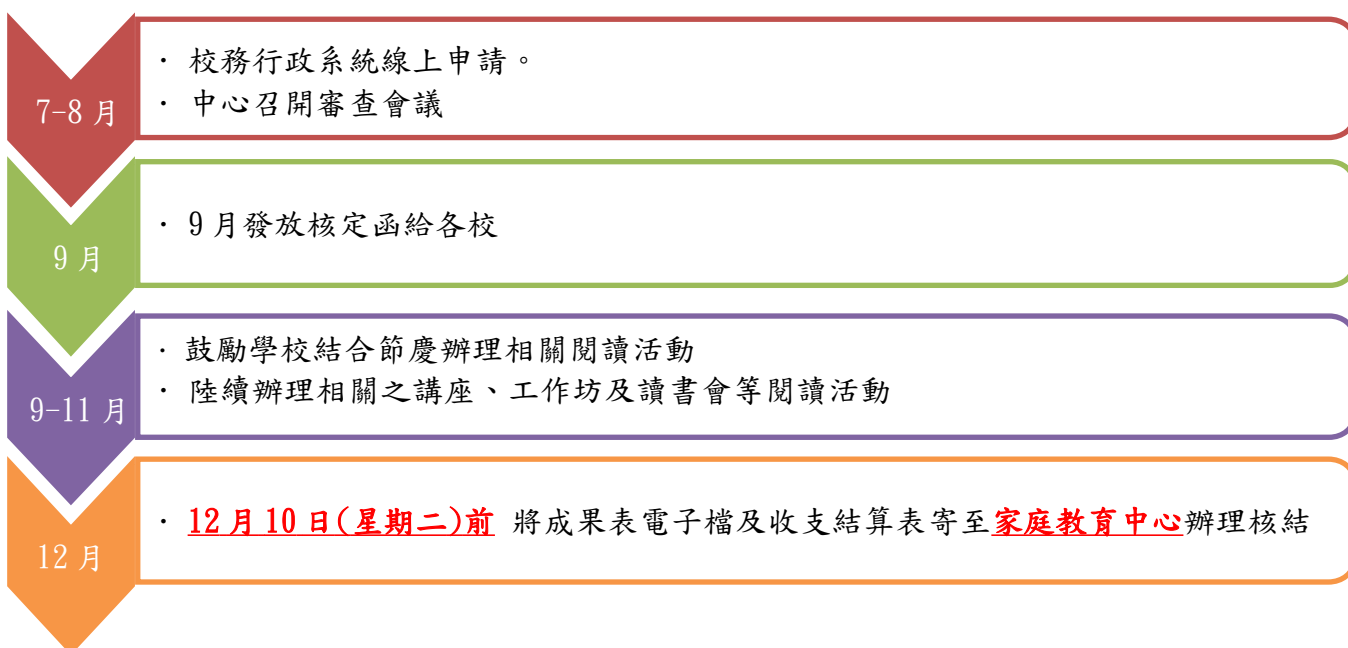 7-8 月
· 校務行政系統線上申請。
· 中心召開審查會議
9 月
· 9 月發放核定函給各校
9-11 月
· 鼓勵學校結合節慶辦理相關閱讀活動
· 陸續辦理相關之講座、工作坊及讀書會等閱讀活動
12 月
· 12 月 10 日(星期二)前 將成果表電子檔及收支結算表寄至家庭教育中心辦理核結